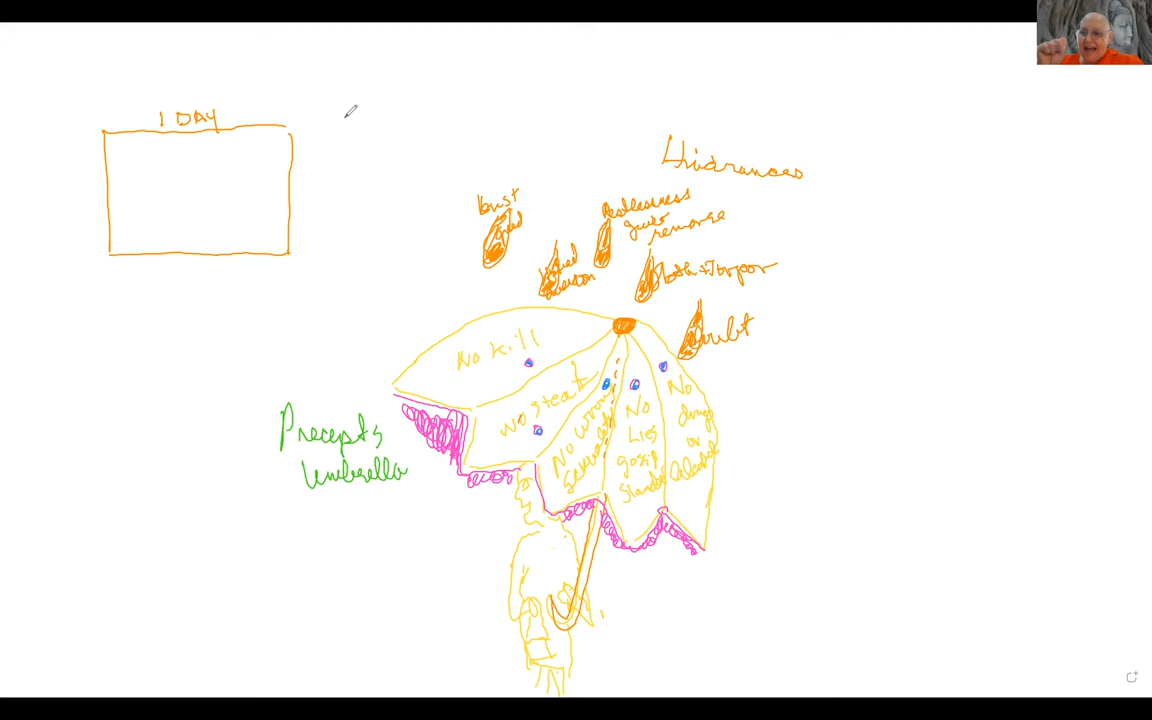 1 DAY
Hindrances
Lust
greed
Restlessness
guilt
remorse
Hatred
aversion
Sloth + Torpor
Doubt
No kill
No steal
No wrong
sexuality
No
Lies
gosip
Slander
No
drugs
or
Alcohol
Precepts
Umbrella